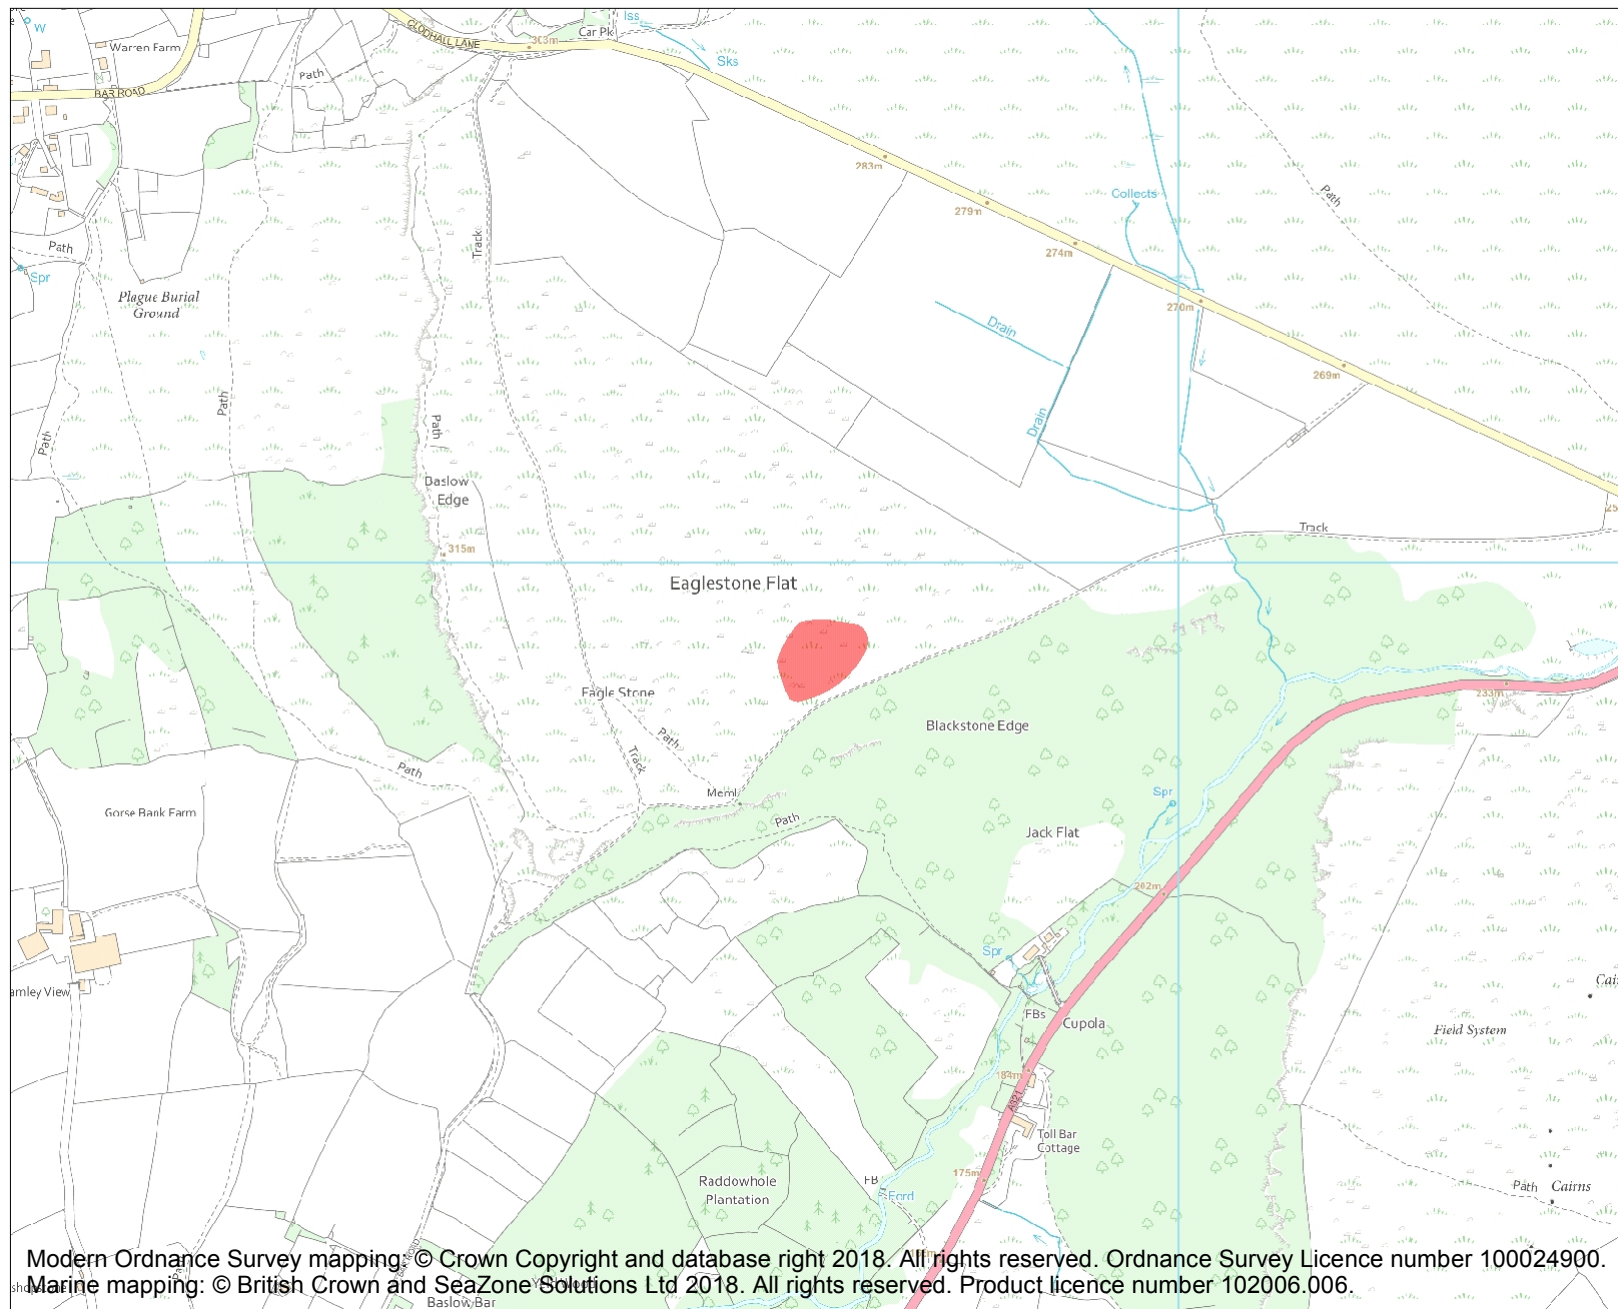 W
Warren Farm
BAR ROAD
CLODHALL LANE
303m
Car Pk
Iss
Sks
Path
283m
279m
274m
270m
269m
Collects
Path
Path
Spr
Plague Burial
Ground
Track
Path
Path
Path
Drain
Drain
Baslow
Edge
315m
Track
Eaglestone Flat
Eagle Stone
Path
Track
Meml
Blackstone Edge
233m
Path
Gorse Bank Farm
Path
Spr
Jack Flat
202m
Spr
FBs
Cupola
Field System
184m
A621
Toll Bar
Cottage
175m
Raddowhole
Plantation
FB
Ford
Path
Cairns
Path
Yeld Wood
Baslow Bar
Modern Ordnance Survey mapping: © Crown Copyright and database right 2018. All rights reserved. Ordnance Survey Licence number 100024900.
Marine mapping: © British Crown and SeaZone Solutions Ltd 2018. All rights reserved. Product licence number 102006.006.